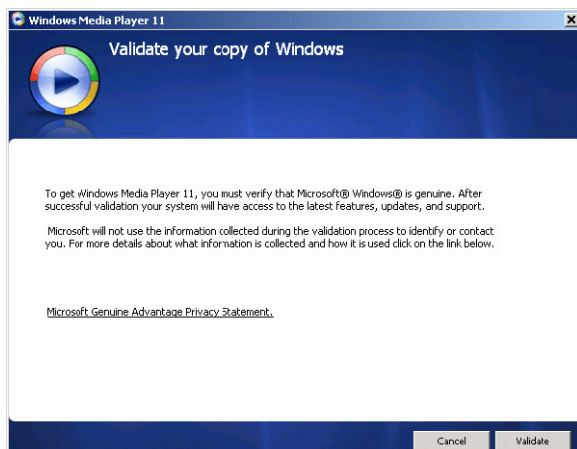 Windows Media Player 11
Validate your copy of Windows
To get Windows Media Player 11, you must verify that Microsoft® Windows® is genuine. After
successful validation your system will have access to the latest features, updates, and support.
Microsoft will not use the information collected during the validation process to identify or contact
you. For more details about what information is collected and how it is used click on the link below.
Microsoft Genuine Advantage Privacy Statement.
Cancel Validate